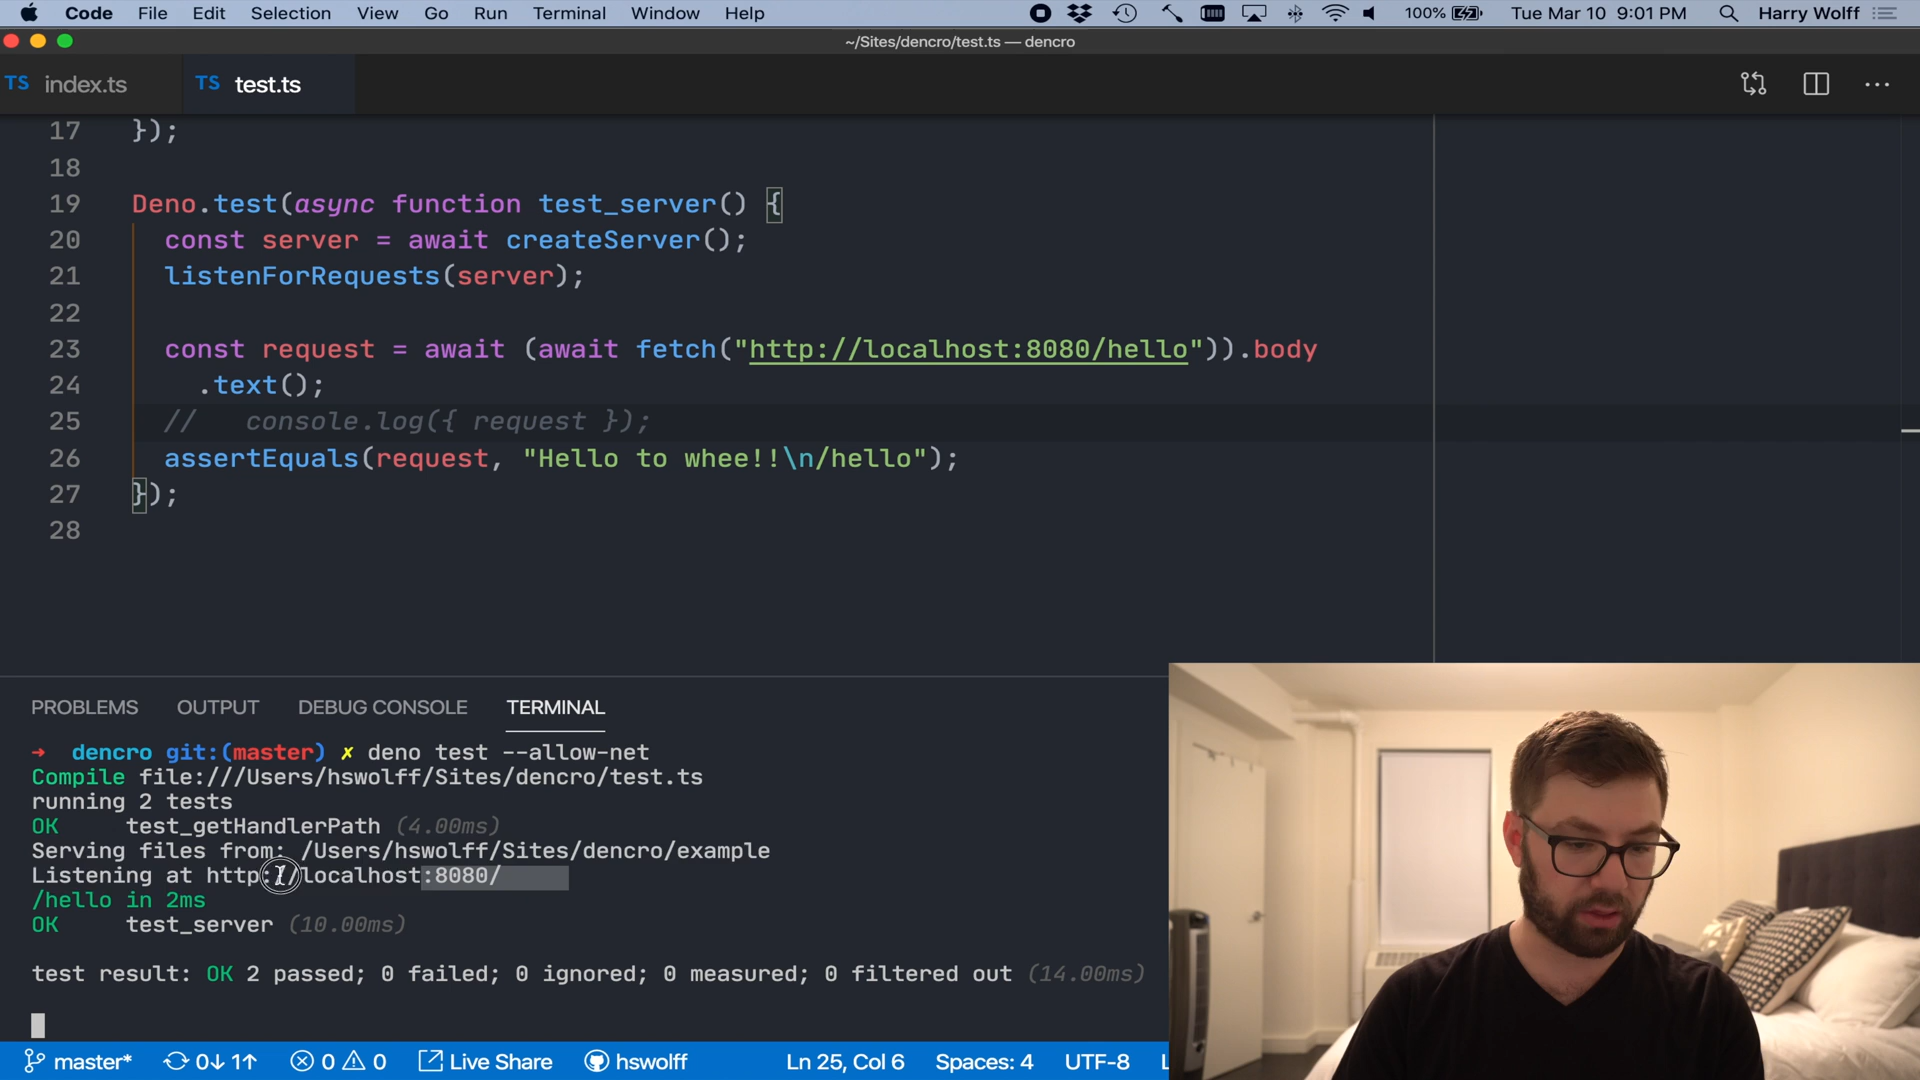 Code File Edit Selection View Go Run Terminal Window Help 100% Tue Mar 10 9:01 PM Harry Wolff
~/Sites/dencro/test.ts — dencro
TS index.ts TS test.ts
17 });
18
19 Deno.test(async function test_server() {
20 const server = await createServer();
21 listenForRequests(server);
22
23 const request = await (await fetch("http://localhost:8080/hello")).body
24 .text();
25 // console.log({ request });
26 assertEquals(request, "Hello to whee!!\n/hello");
27 });
28
PROBLEMS OUTPUT DEBUG CONSOLE TERMINAL
➜ dencro git:(master) ✗ deno test --allow-net
Compile file:///Users/hswolff/Sites/dencro/test.ts
running 2 tests
OK test_getHandlerPath (4.00ms)
Serving files from: /Users/hswolff/Sites/dencro/example
Listening at http://localhost:8080/
/hello in 2ms
OK test_server (10.00ms)
test result: OK 2 passed; 0 failed; 0 ignored; 0 measured; 0 filtered out (14.00ms)
master* 0↓ 1↑ 0 0 Live Share hswolff Ln 25, Col 6 Spaces: 4 UTF-8